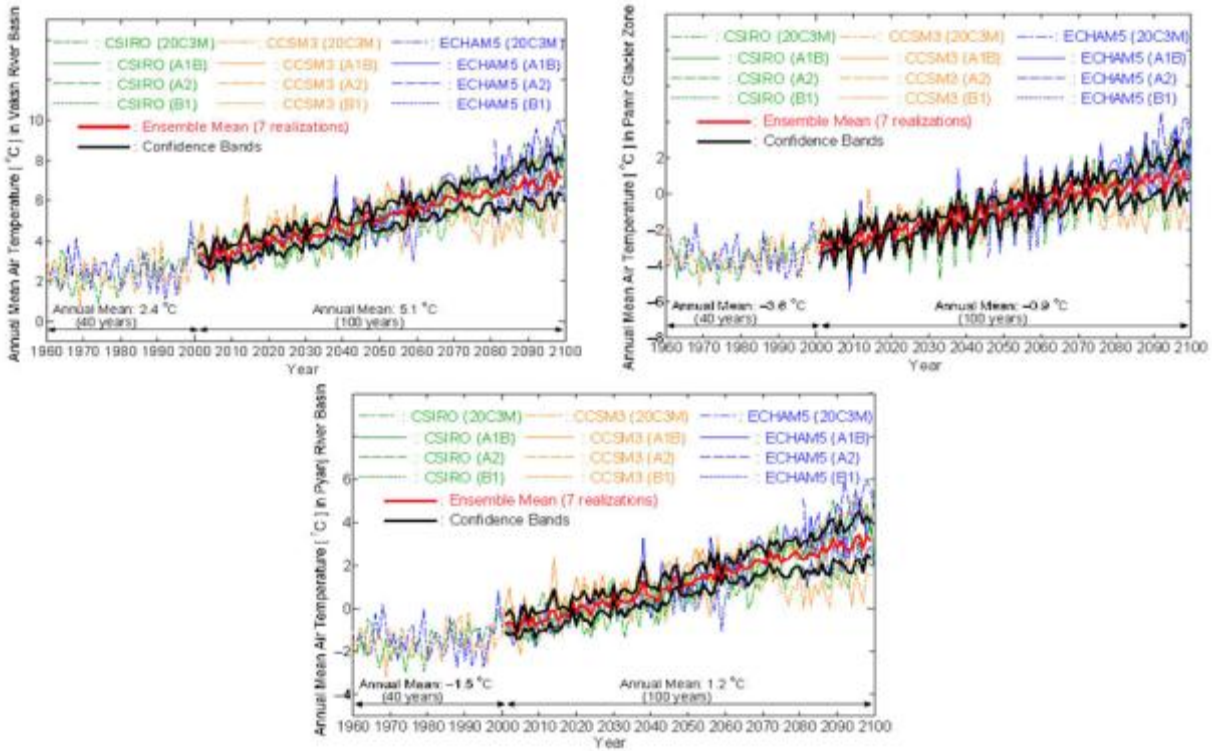 Annual Mean Air Temperature [ °C ] in Vaksh River Basin
: CSIRO (20C3M) : CCSM3 (20C3M) : ECHAM5 (20C3M)
: CSIRO (A1B) : CCSM3 (A1B) : ECHAM5 (A1B)
: CSIRO (A2) : CCSM3 (A2) : ECHAM5 (A2)
: CSIRO (B1) : CCSM3 (B1) : ECHAM5 (B1)
: Ensemble Mean (7 realizations)
: Confidence Bands
10
8
6
4
2
0
Annual Mean: 2.4 °C Annual Mean: 5.1 °C
(40 years) (100 years)
1960 1970 1980 1990 2000 2010 2020 2030 2040 2050 2060 2070 2080 2090 2100
Year
Annual Mean Air Temperature [ °C ] in Pamir Glacier Zone
: CSIRO (20C3M) : CCSM3 (20C3M) : ECHAM5 (20C3M)
: CSIRO (A1B) : CCSM3 (A1B) : ECHAM5 (A1B)
: CSIRO (A2) : CCSM3 (A2) : ECHAM5 (A2)
: CSIRO (B1) : CCSM3 (B1) : ECHAM5 (B1)
: Ensemble Mean (7 realizations)
: Confidence Bands
2
0
−2
−4
−6
−8
Annual Mean: −3.6 °C Annual Mean: −0.9 °C
(40 years) (100 years)
1960 1970 1980 1990 2000 2010 2020 2030 2040 2050 2060 2070 2080 2090 2100
Year
Annual Mean Air Temparature [ °C ] in Pyanj River Basin
: CSIRO (20C3M) : CCSM3 (20C3M) : ECHAM5 (20C3M)
: CSIRO (A1B) : CCSM3 (A1B) : ECHAM5 (A1B)
: CSIRO (A2) : CCSM3 (A2) : ECHAM5 (A2)
: CSIRO (B1) : CCSM3 (B1) : ECHAM5 (B1)
: Ensemble Mean (7 realizations)
: Confidence Bands
6
4
2
0
−2
−4
Annual Mean: −1.5 °C Annual Mean: 1.2 °C
(40 years) (100 years)
1960 1970 1980 1990 2000 2010 2020 2030 2040 2050 2060 2070 2080 2090 2100
Year